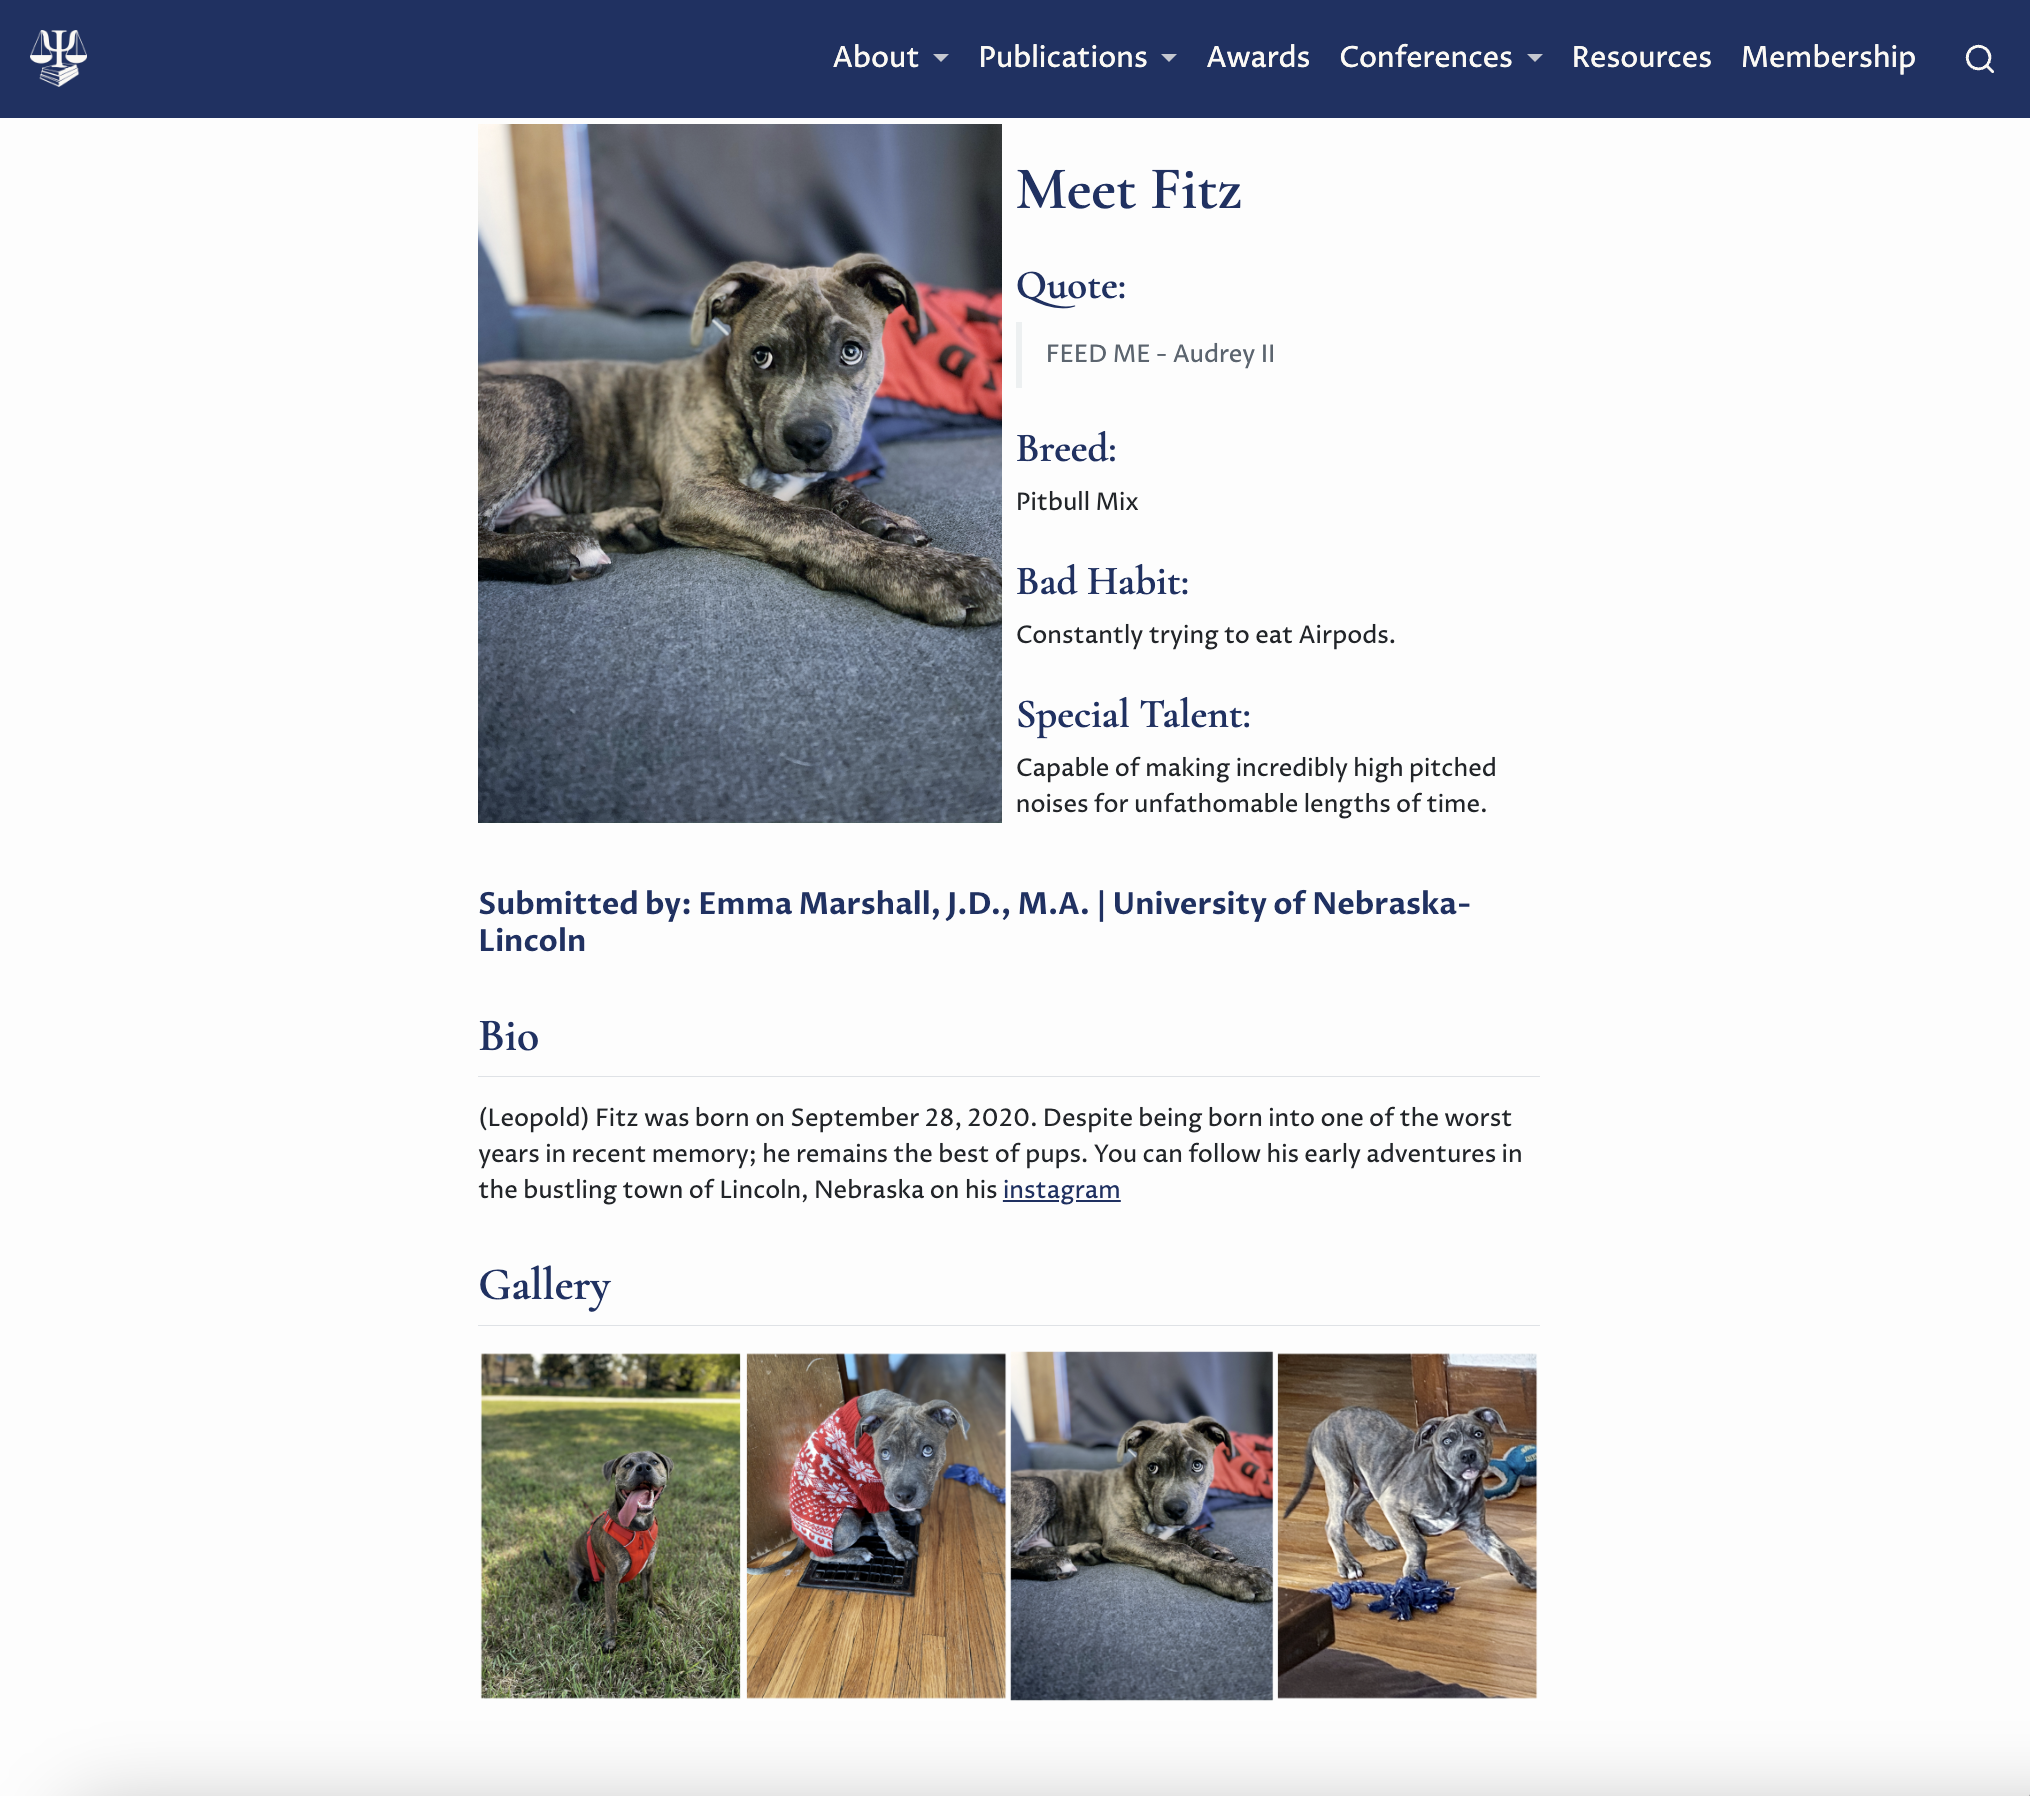 About
Publications
Awards
Conferences
Resources
Membership
Meet Fitz
Quote:
FEED ME - Audrey II
Breed:
Pitbull Mix
Bad Habit:
Constantly trying to eat Airpods.
Special Talent:
Capable of making incredibly high pitched
noises for unfathomable lengths of time.
Submitted by: Emma Marshall, J.D., M.A. | University of Nebraska-
Lincoln
Bio
(Leopold) Fitz was born on September 28, 2020. Despite being born into one of the worst
years in recent memory; he remains the best of pups. You can follow his early adventures in
the bustling town of Lincoln, Nebraska on his instagram
Gallery